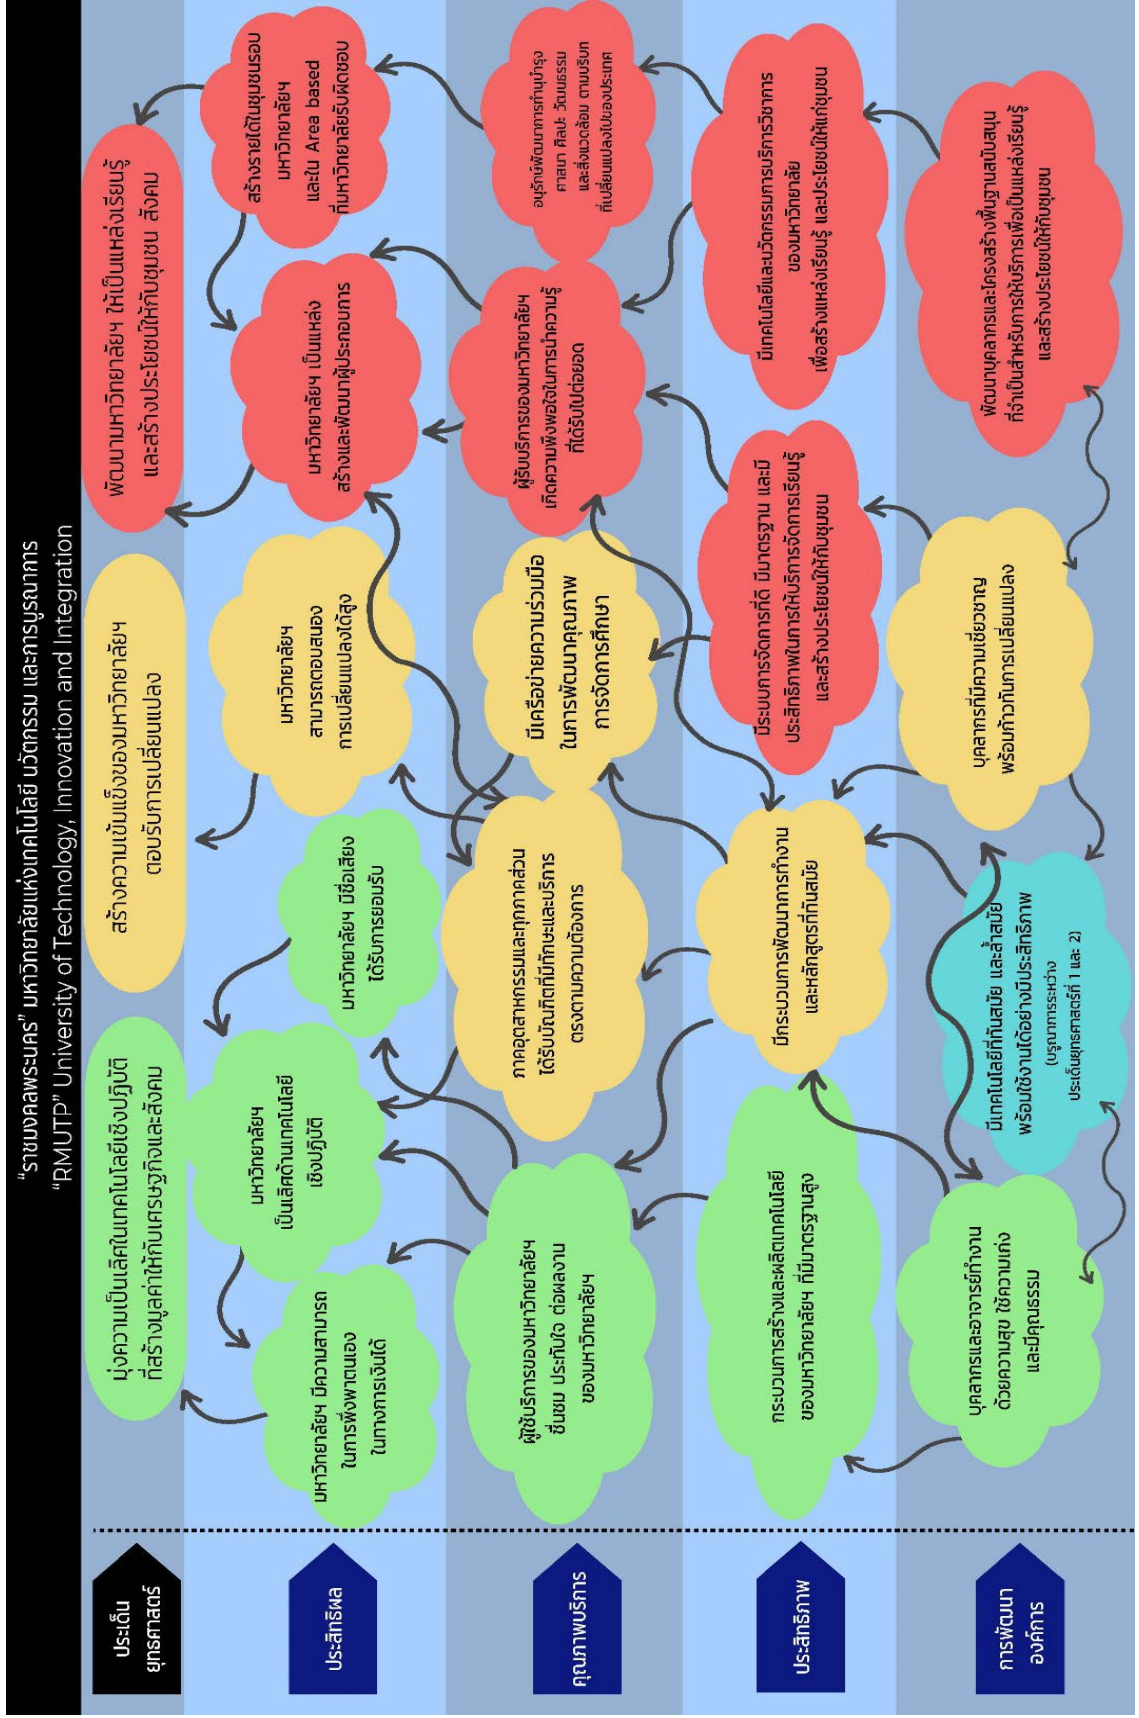 “ราชมงคลพระนคร” มหาวิทยาลัยแห่งเทคโนโลยี นวัตกรรม และการบูรณาการ
“RMUTP” University of Technology, Innovation and Integration
ประเด็น
ยุทธศาสตร์
มุ่งความเป็นเลิศในเทคโนโลยีเชิงปฏิบัติ
ที่สร้างมูลค่าให้กับเศรษฐกิจและสังคม
สร้างความเข้มแข็งของมหาวิทยาลัยฯ
ตอบรับการเปลี่ยนแปลง
พัฒนามหาวิทยาลัยฯ ให้เป็นแหล่งเรียนรู้
และสร้างประโยชน์ให้กับชุมชน สังคม
ประสิทธิผล
มหาวิทยาลัยฯ มีความสามารถ
ในการพึ่งพาตนเอง
ในทางการเงินได้
มหาวิทยาลัยฯ
เป็นเลิศด้านเทคโนโลยี
เชิงปฏิบัติ
มหาวิทยาลัยฯ มีชื่อเสียง
ได้รับการยอมรับ
มหาวิทยาลัยฯ
สามารถตอบสนอง
การเปลี่ยนแปลงได้สูง
มหาวิทยาลัยฯ เป็นแหล่ง
สร้างและพัฒนาผู้ประกอบการ
สร้างรายได้ในชุมชนรอบ
มหาวิทยาลัยฯ
และใน Area based
ที่มหาวิทยาลัยรับผิดชอบ
คุณภาพบริการ
ผู้ใช้บริการของมหาวิทยาลัยฯ
ชื่นชม ประทับใจ ต่อผลงาน
ของมหาวิทยาลัยฯ
ภาคอุตสาหกรรมและทุกภาคส่วน
ได้รับบัณฑิตที่มีทักษะและบริการ
ตรงตามความต้องการ
มีเครือข่ายความร่วมมือ
ในการพัฒนาคุณภาพ
การจัดการศึกษา
ผู้รับบริการของมหาวิทยาลัยฯ
เกิดความพึงพอใจในการนำความรู้
ที่ได้รับไปต่อยอด
อนุรักษ์พัฒนาการทำนุบำรุง
ศาสนา ศิลปะ วัฒนธรรม
และสิ่งแวดล้อม ตามบริบท
ที่เปลี่ยนแปลงไปของประเทศ
ประสิทธิภาพ
กระบวนการสร้างและผลิตเทคโนโลยี
ของมหาวิทยาลัยฯ ที่มีมาตรฐานสูง
มีกระบวนการพัฒนาการทำงาน
และหลักสูตรที่ทันสมัย
มีระบบการจัดการที่ดี มีมาตรฐาน และมี
ประสิทธิภาพในการให้บริการจัดการเรียนรู้
และสร้างประโยชน์ให้กับชุมชน
มีเทคโนโลยีและนวัตกรรมการบริการวิชาการ
ของมหาวิทยาลัย
เพื่อสร้างแหล่งเรียนรู้ และประโยชน์ให้แก่ชุมชน
การพัฒนา
องค์การ
บุคลากรและอาจารย์ทำงาน
ด้วยความสุข ใช้ความเก่ง
และมีคุณธรรม
มีเทคโนโลยีที่ทันสมัย และล้ำสมัย
พร้อมใช้งานได้อย่างมีประสิทธิภาพ
(บูรณาการระหว่าง
ประเด็นยุทธศาสตร์ที่ 1 และ 2)
บุคลากรที่มีความเชี่ยวชาญ
พร้อมก้าวทันการเปลี่ยนแปลง
พัฒนาบุคลากรและโครงสร้างพื้นฐานสนับสนุน
ที่จำเป็นสำหรับการให้บริการเพื่อเป็นแหล่งเรียนรู้
และสร้างประโยชน์ให้กับชุมชน